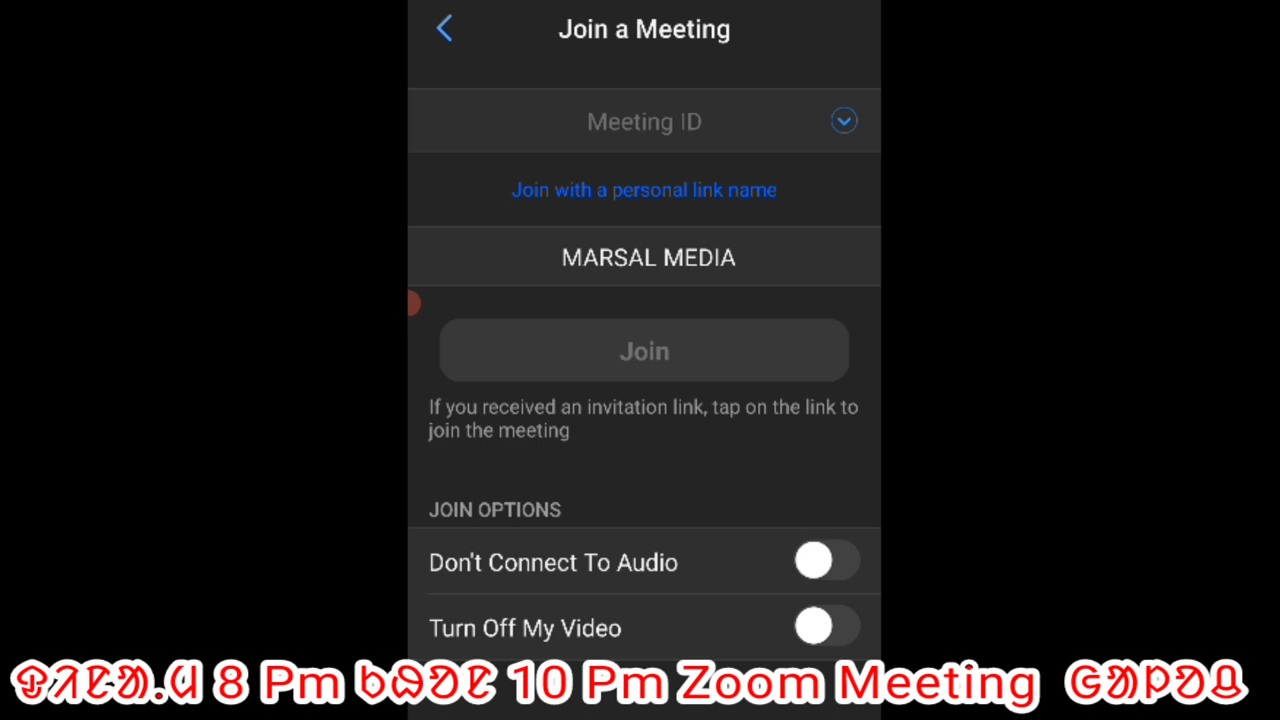 Join a Meeting
Meeting ID
Join with a personal link name
MARSAL MEDIA
Join
If you received an invitation link, tap on the link to
join the meeting
JOIN OPTIONS
Don't Connect To Audio
Turn Off My Video
8 Pm 10 Pm Zoom Meeting